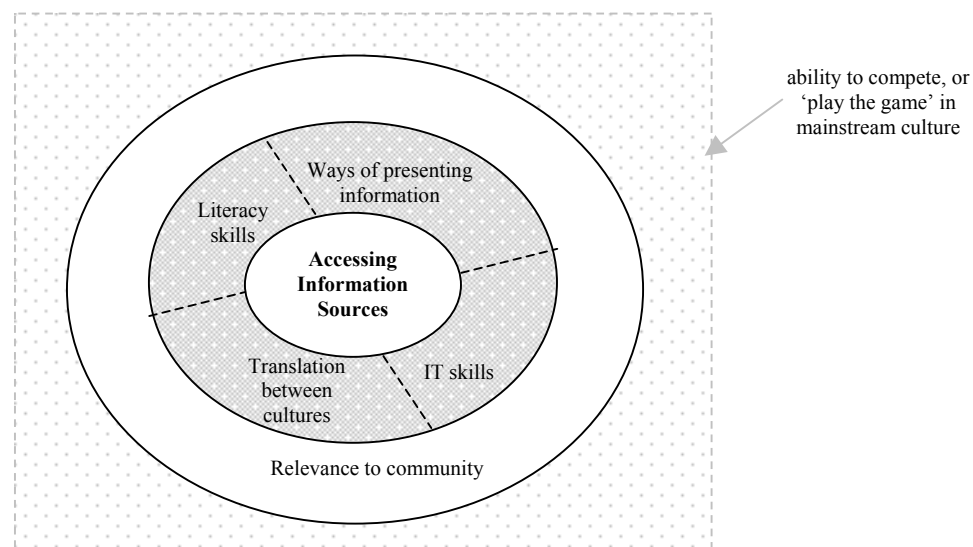 ability to compete, or
‘play the game’ in
mainstream culture
Ways of presenting
information
Literacy
skills
Accessing
Information
Sources
Translation
between
cultures
IT skills
Relevance to community